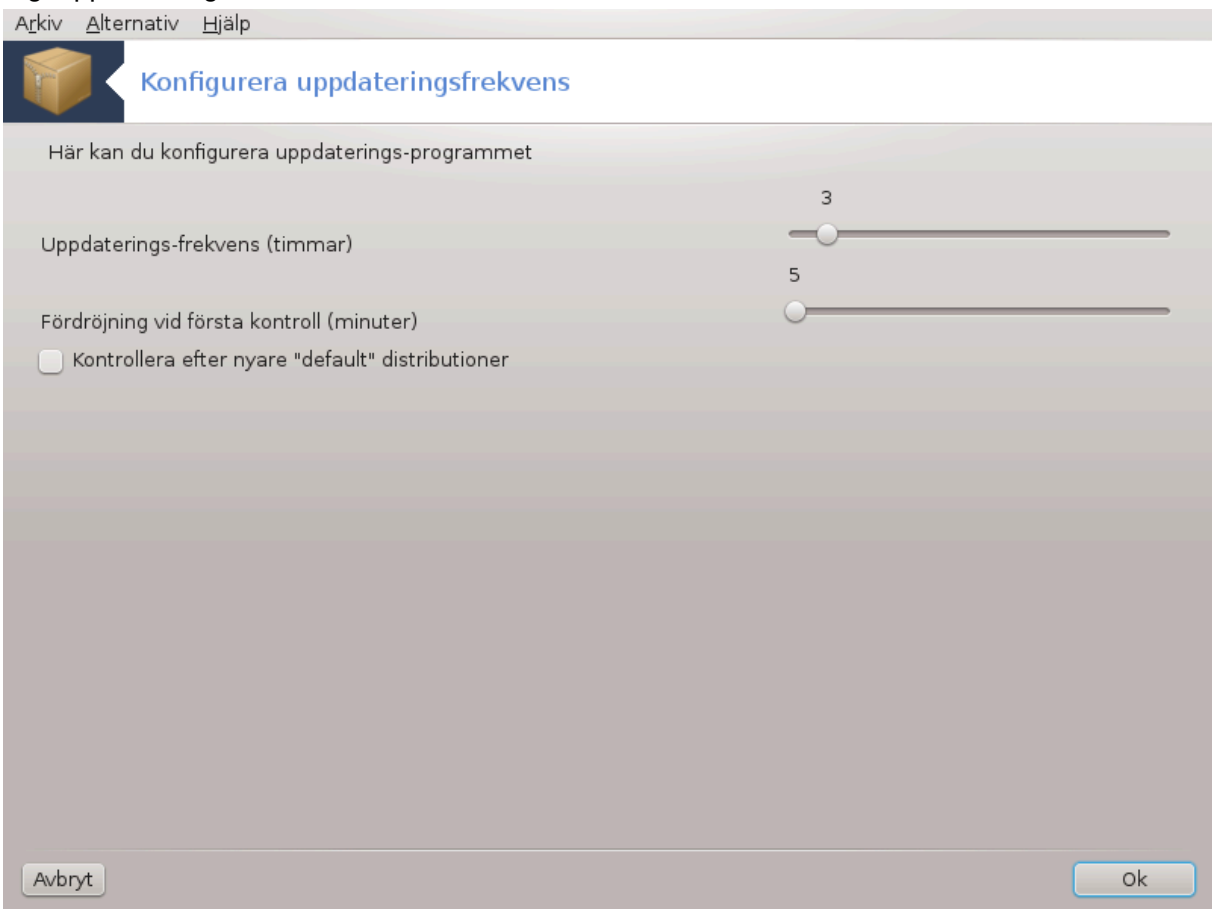 Arkiv Alternativ Hjälp
Konfigurera uppdateringsfrekvens
Här kan du konfigurera uppdaterings-programmet
3
Uppdaterings-frekvens (timmar)
5
Fördröjning vid första kontroll (minuter)
Kontrollera efter nyare "default" distributioner
Avbryt Ok